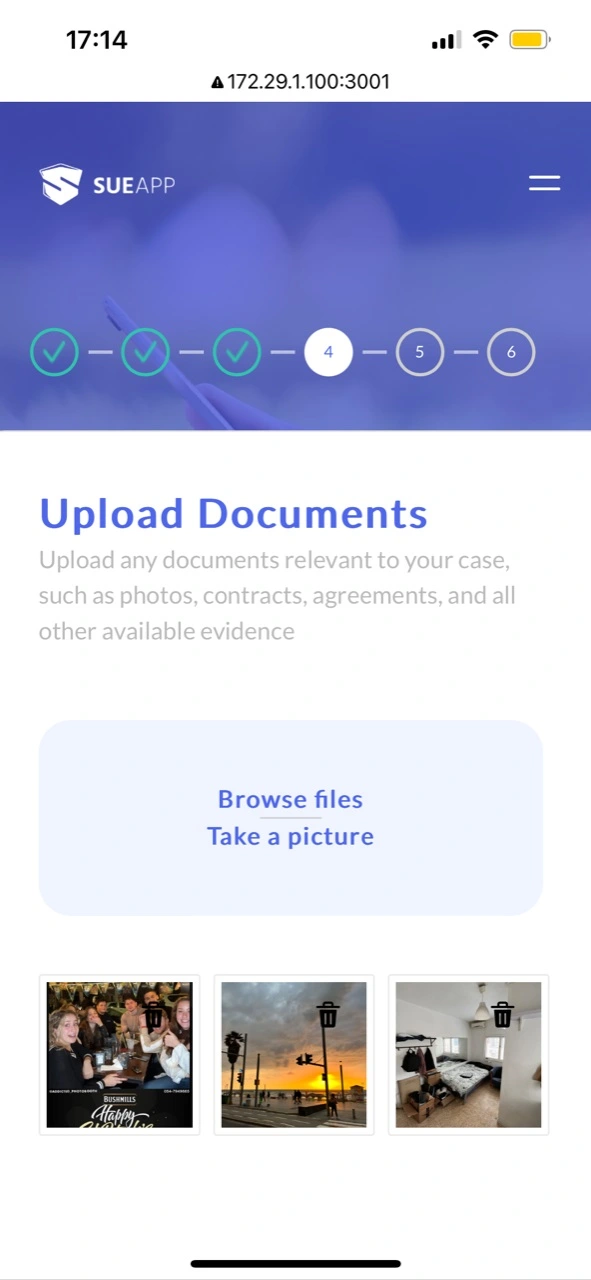 17:14
172.29.1.100:3001
SUEAPP
4
5
6
Upload Documents
Upload any documents relevant to your case,
such as photos, contracts, agreements, and all
other available evidence
Browse files
Take a picture
BUSHMILLS
Happy